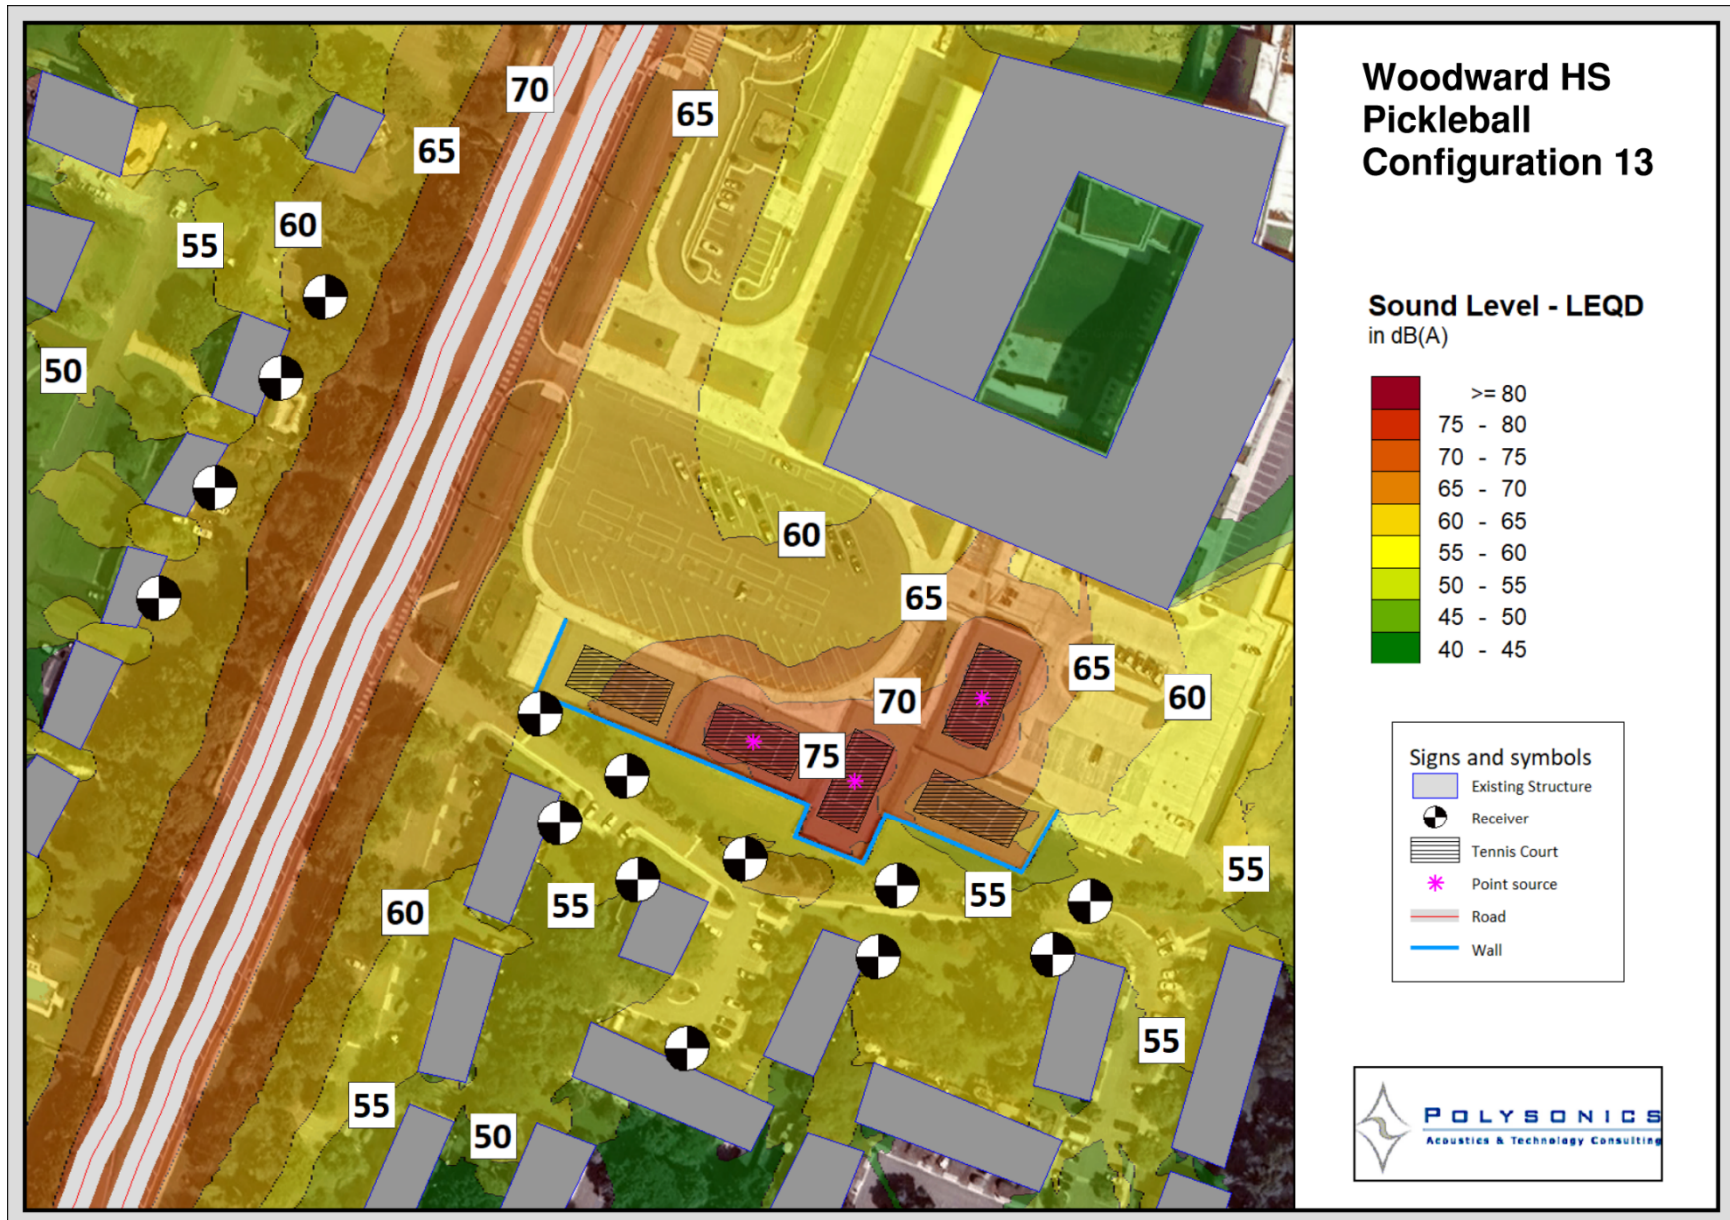 Woodward HS
Pickleball
Configuration 13
Sound Level - LEQD
in dB(A)
>= 80
75 - 80
70 - 75
65 - 70
60 - 65
55 - 60
50 - 55
45 - 50
40 - 45
Signs and symbols
Existing Structure
Receiver
Tennis Court
Point source
Road
Wall
POLYSONICS
Acoustics & Technology Consulting
70
65
65
60
55
50
60
65
65
70
60
75
55
55
55
60
55
55
50